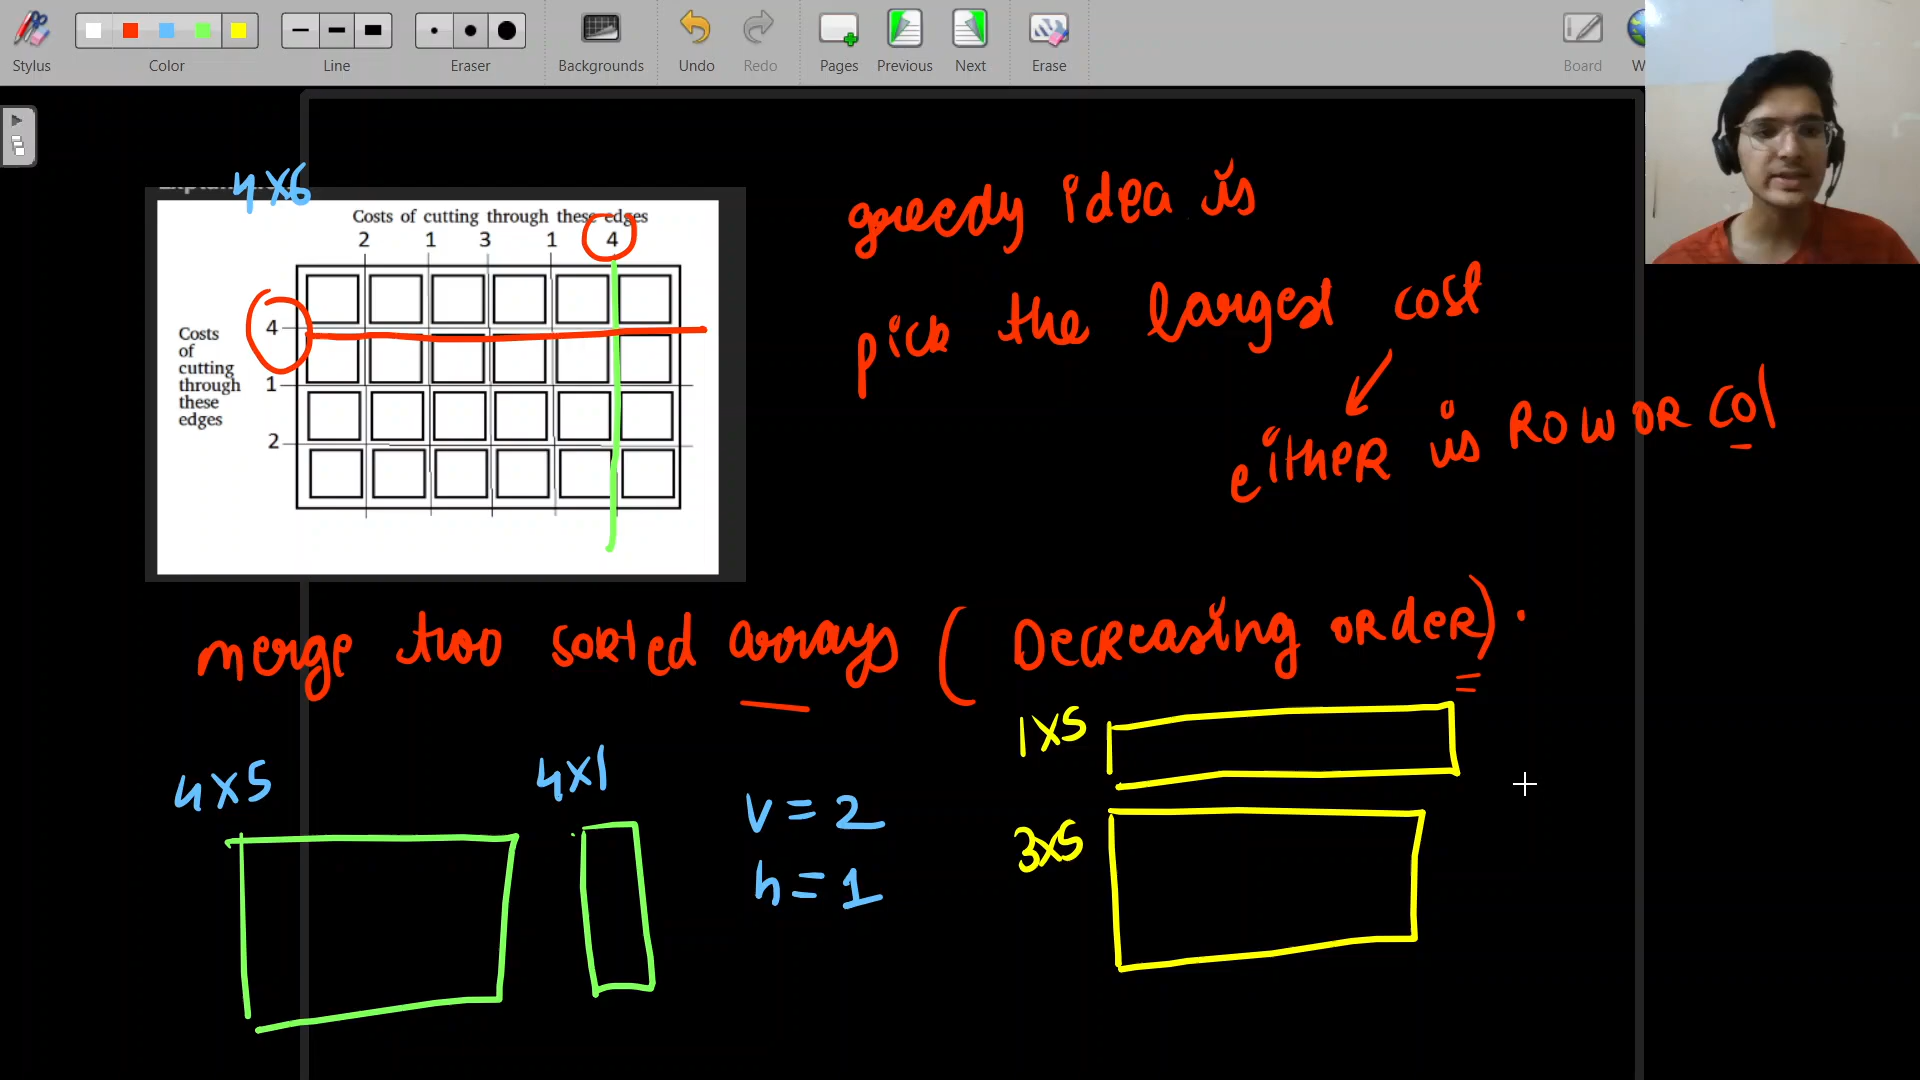 Stylus
Color
Line
Eraser
Backgrounds
Undo
Redo
Pages
Previous
Next
Erase
Board
4x6
Costs of cutting through these edges
2 1 3 1 4
Costs
of
cutting
through
these
edges
4
1
2
greedy idea is
pick the largest cost
either is ROW OR Col
merge two sorted arrays (Decreasing order).
1x5
4x5
4x1
v = 2
3x5
h = 1